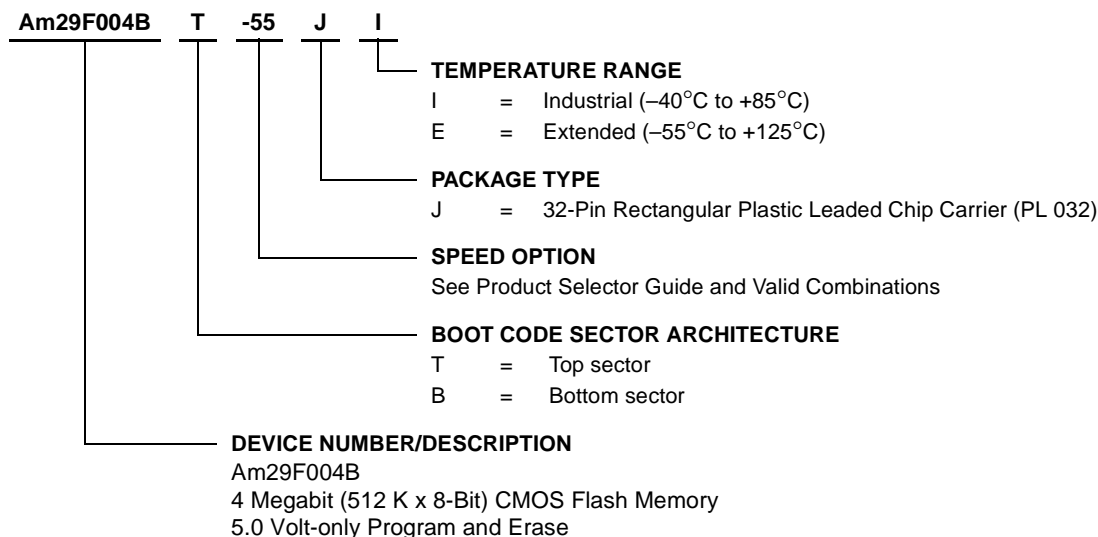 Am29F004B T -55 J I
TEMPERATURE RANGE
I = Industrial (–40°C to +85°C)
E = Extended (–55°C to +125°C)
PACKAGE TYPE
J = 32-Pin Rectangular Plastic Leaded Chip Carrier (PL 032)
SPEED OPTION
See Product Selector Guide and Valid Combinations
BOOT CODE SECTOR ARCHITECTURE
T = Top sector
B = Bottom sector
DEVICE NUMBER/DESCRIPTION
Am29F004B
4 Megabit (512 K x 8-Bit) CMOS Flash Memory
5.0 Volt-only Program and Erase